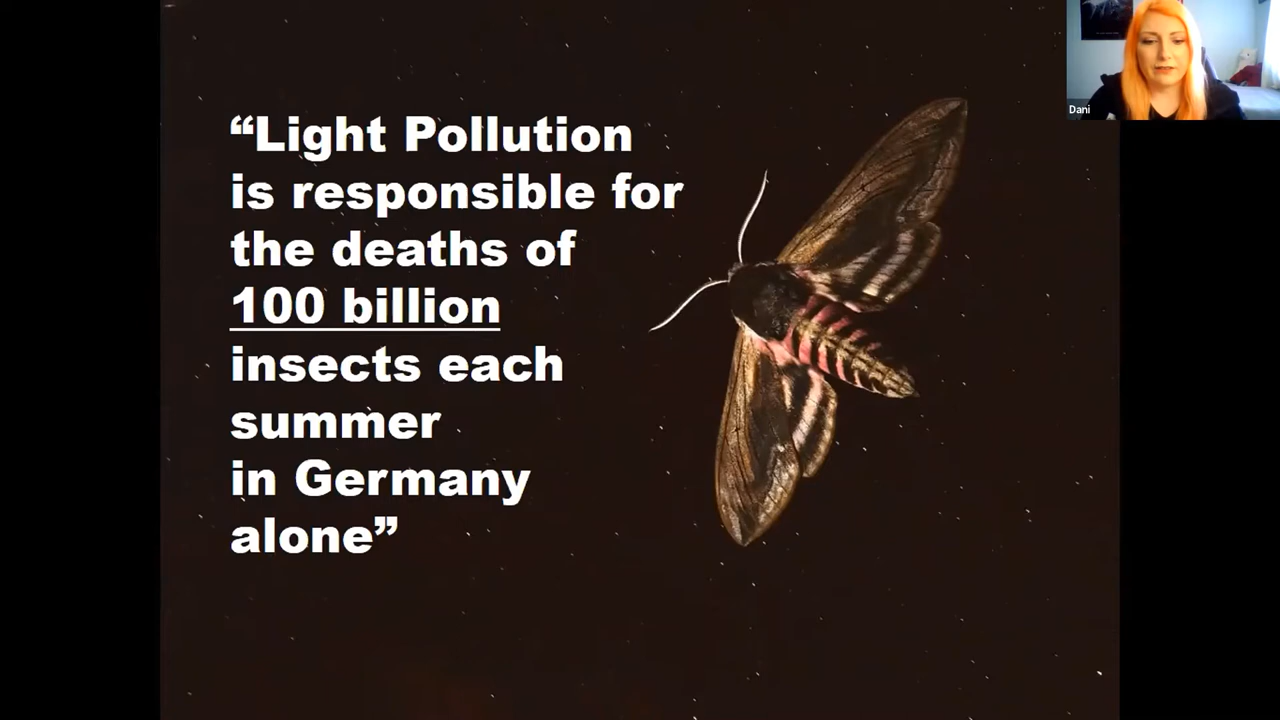 “Light Pollution
is responsible for
the deaths of
100 billion
insects each
summer
in Germany
alone”
Dani